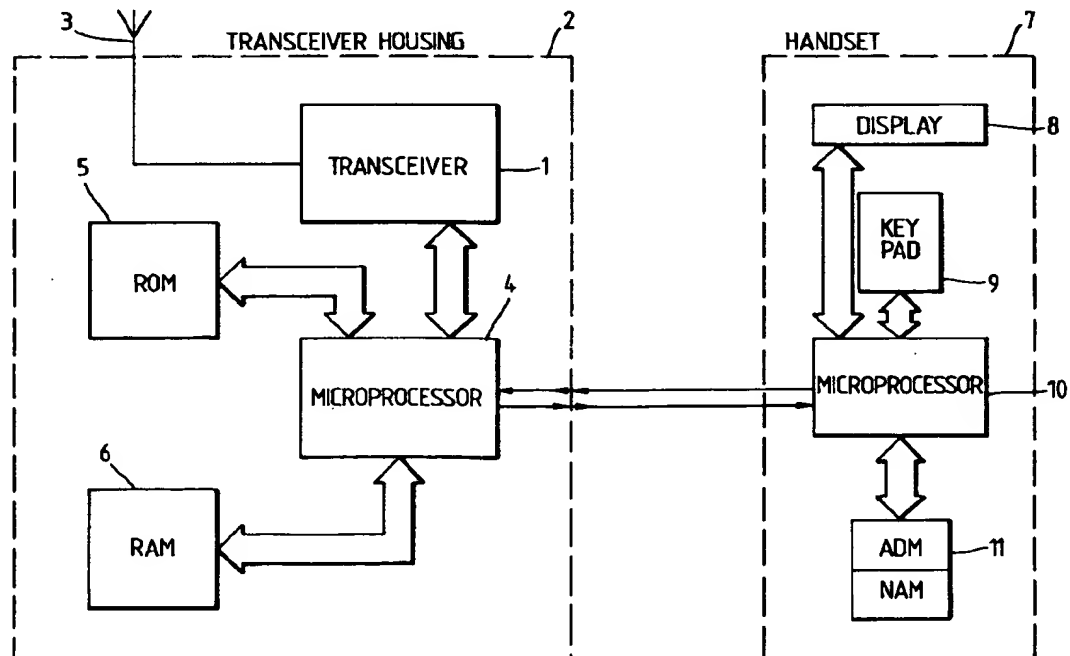 3
TRANSCEIVER HOUSING
2
HANDSET
7
DISPLAY
8
TRANSCEIVER
1
5
ROM
KEY
PAD
9
4
MICROPROCESSOR
MICROPROCESSOR
10
6
RAM
ADM
11
NAM